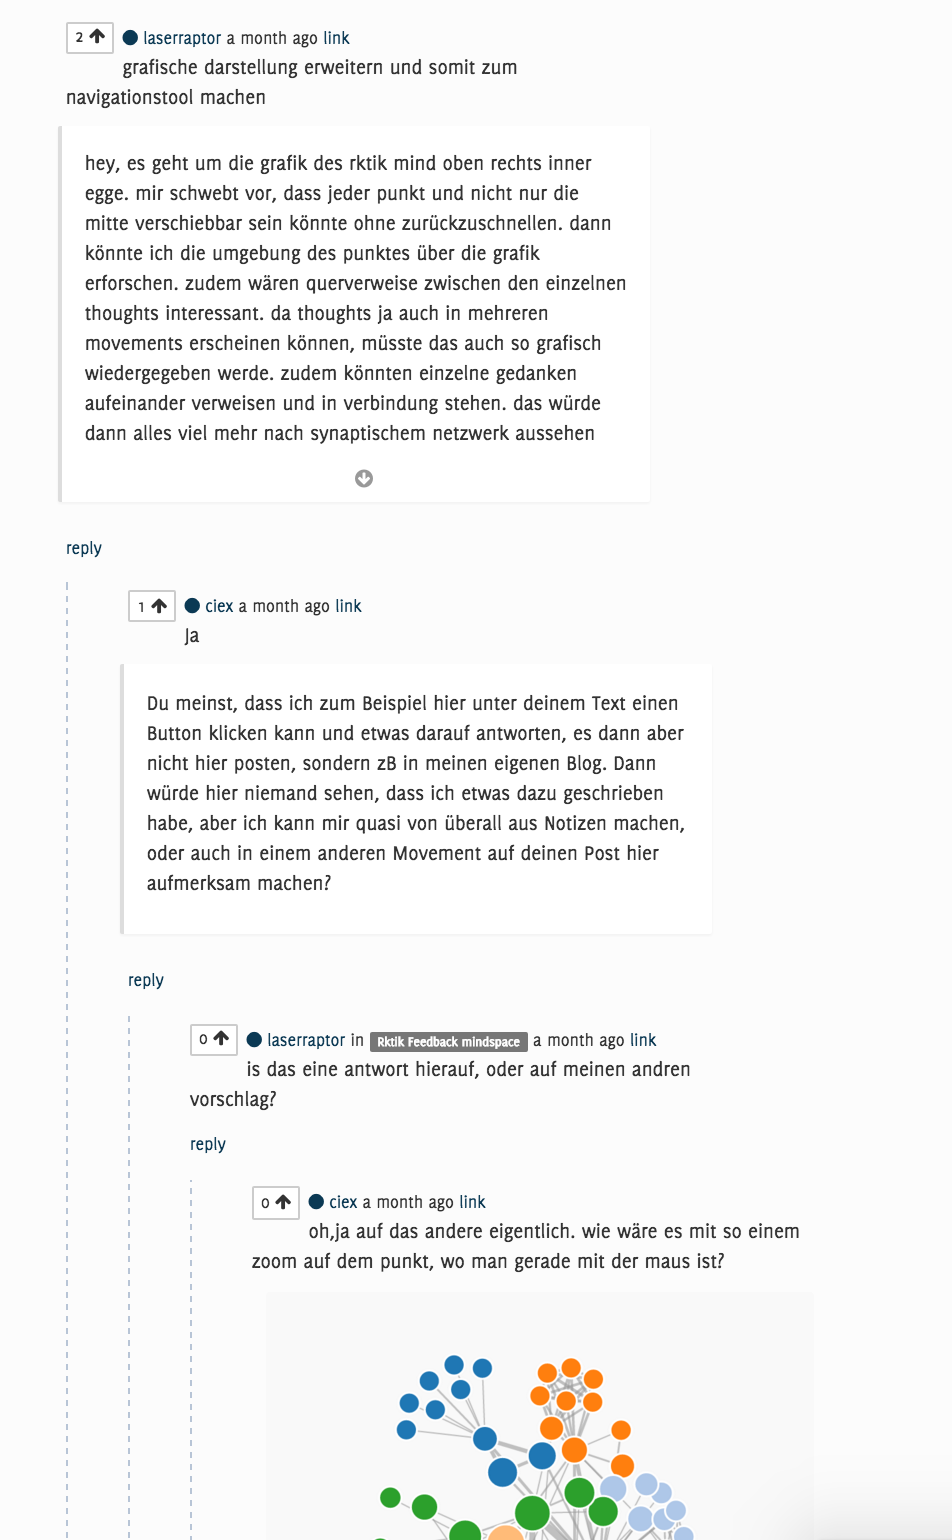 2 laserraptor a month ago link
grafische darstellung erweitern und somit zum
navigationstool machen
hey, es geht um die grafik des rktik mind oben rechts inner
egge. mir schwebt vor, dass jeder punkt und nicht nur die
mitte verschiebbar sein könnte ohne zurückzuschnellen. dann
könnte ich die umgebung des punktes über die grafik
erforschen. zudem wären querverweise zwischen den einzelnen
thoughts interessant. da thoughts ja auch in mehreren
movements erscheinen können, müsste das auch so grafisch
wiedergegeben werde. zudem könnten einzelne gedanken
aufeinander verweisen und in verbindung stehen. das würde
dann alles viel mehr nach synaptischem netzwerk aussehen
reply
1 ciex a month ago link
Ja
Du meinst, dass ich zum Beispiel hier unter deinem Text einen
Button klicken kann und etwas darauf antworten, es dann aber
nicht hier posten, sondern zB in meinen eigenen Blog. Dann
würde hier niemand sehen, dass ich etwas dazu geschrieben
habe, aber ich kann mir quasi von überall aus Notizen machen,
oder auch in einem anderen Movement auf deinen Post hier
aufmerksam machen?
reply
0 laserraptor in Rktik Feedback mindspace a month ago link
is das eine antwort hierauf, oder auf meinen andren
vorschlag?
reply
0 ciex a month ago link
oh,ja auf das andere eigentlich. wie wäre es mit so einem
zoom auf dem punkt, wo man gerade mit der maus ist?